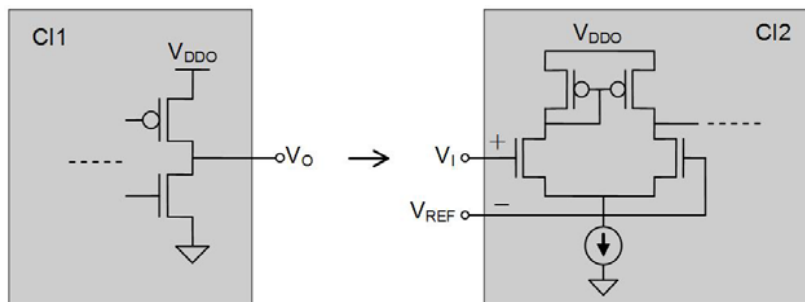 CI1
V_DDO
V_O
CI2
V_DDO
+
V_I
V_REF
−